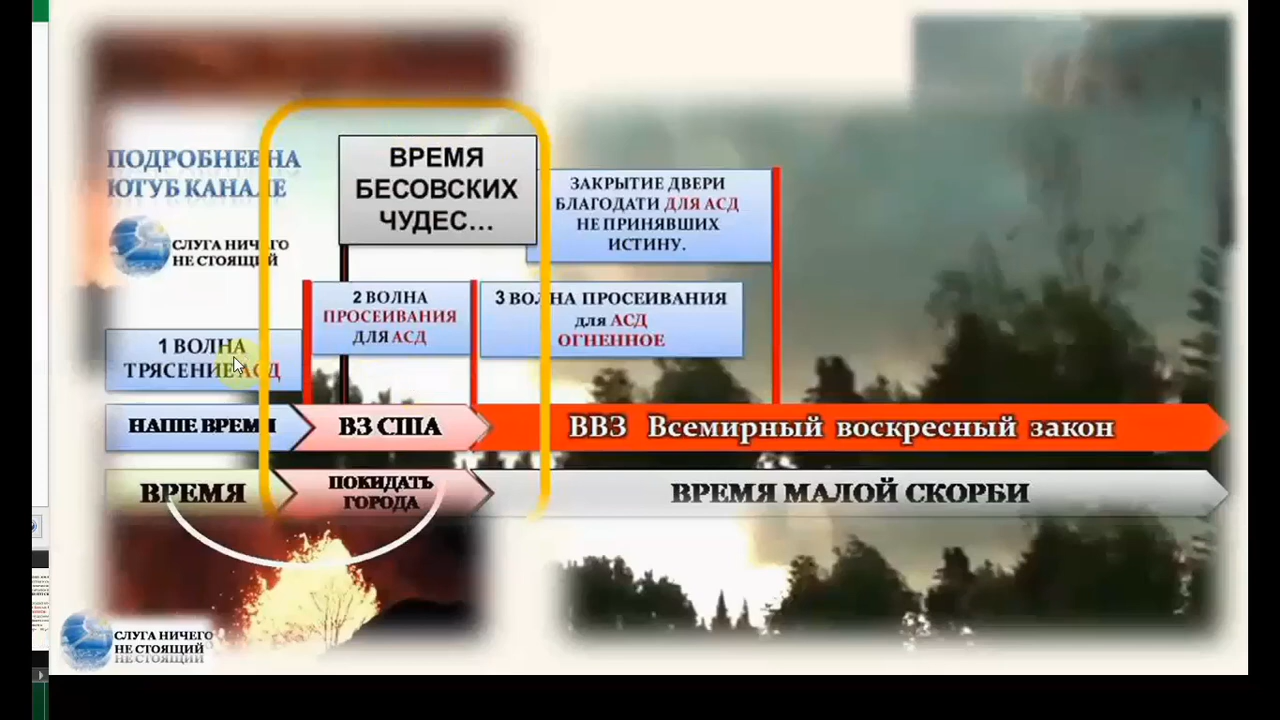 ПОДРОБНЕЕ НА
ЮТУБ КАНАЛЕ
СЛУГА НИЧЕГО
НЕ СТОЯЩИЙ
ВРЕМЯ
БЕСОВСКИХ
ЧУДЕС...
ЗАКРЫТИЕ ДВЕРИ
БЛАГОДАТИ ДЛЯ АСД
НЕ ПРИНЯВШИХ
ИСТИНУ.
1 ВОЛНА
ТРЯСЕНИЕ АСД
2 ВОЛНА
ПРОСЕИВАНИЯ
ДЛЯ АСД
3 ВОЛНА ПРОСЕИВАНИЯ
для АСД
ОГНЕННОЕ
НАШЕ ВРЕМЯ
ВЗ США
ВВЗ Всемирный воскресный закон
ВРЕМЯ
ПОКИДАТЬ
ГОРОДА
ВРЕМЯ МАЛОЙ СКОРБИ
СЛУГА НИЧЕГО
НЕ СТОЯЩИЙ